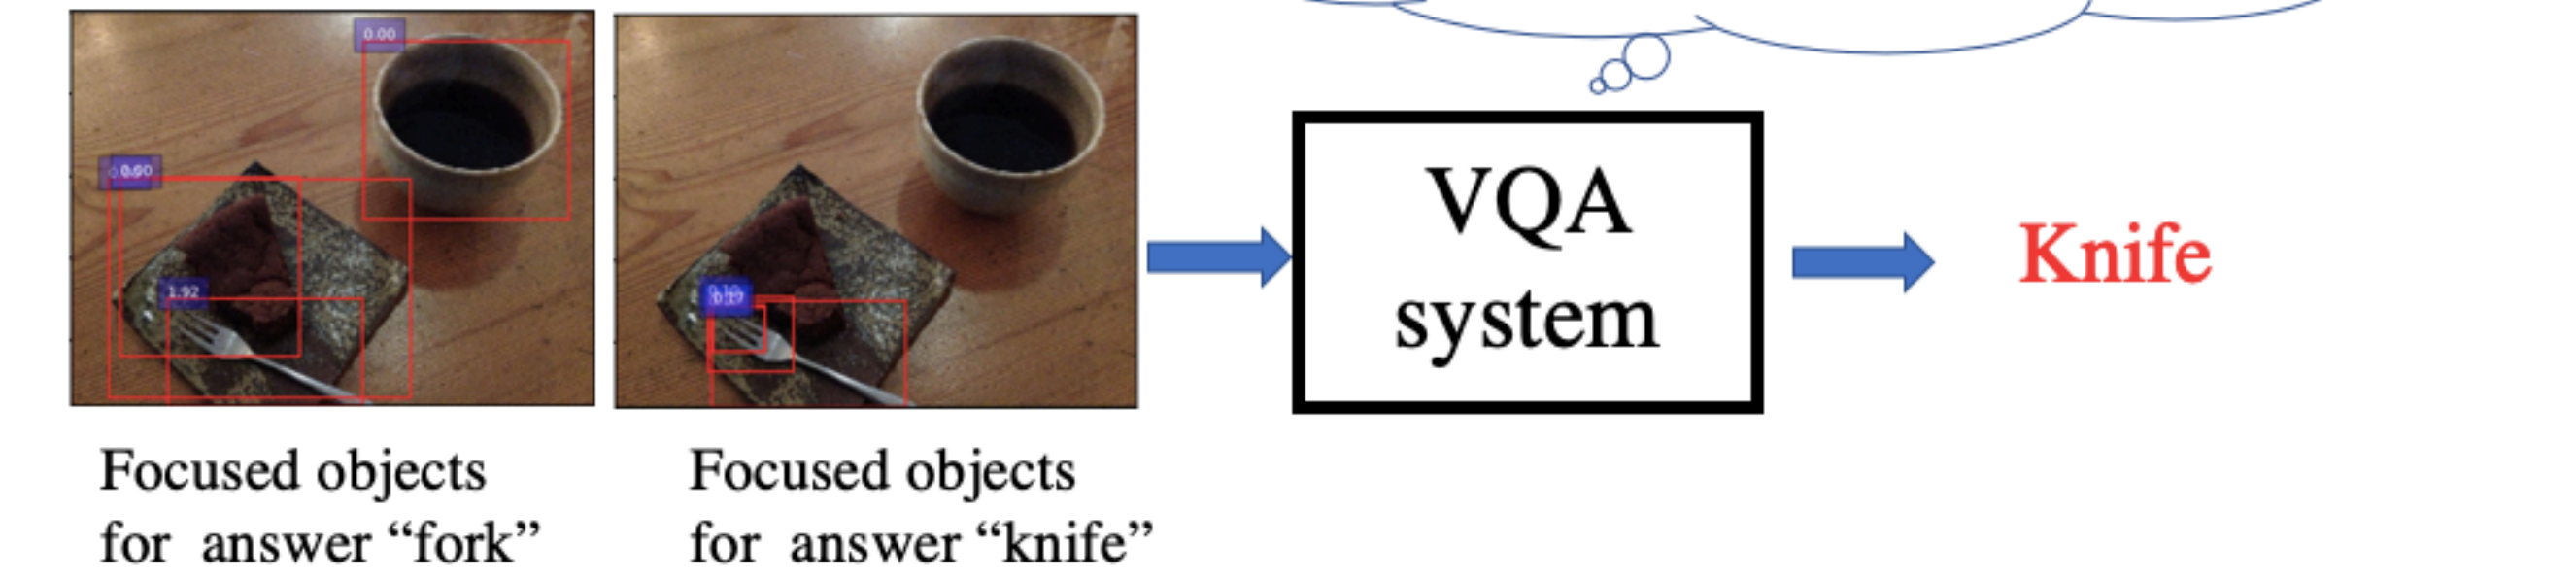 0.00
1.92
Focused objects
for answer “fork”
Focused objects
for answer “knife”
VQA
system
Knife